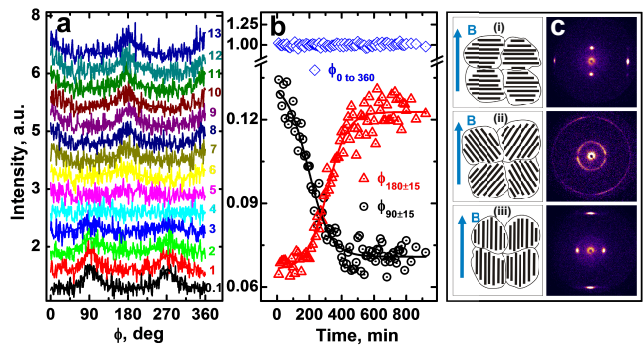 a
b
c
Intensity, a.u.
8
6
5
3
2
13
12
11
10
9
8
7
6
5
4
3
2
1
0.1
0 90 180 270 360
ϕ, deg
1.25
1.00
0.12
0.09
0.06
ϕ0 to 360
ϕ180±15
ϕ90±15
0 200 400 600 800
Time, min
B
(i)
B
(ii)
B
(iii)